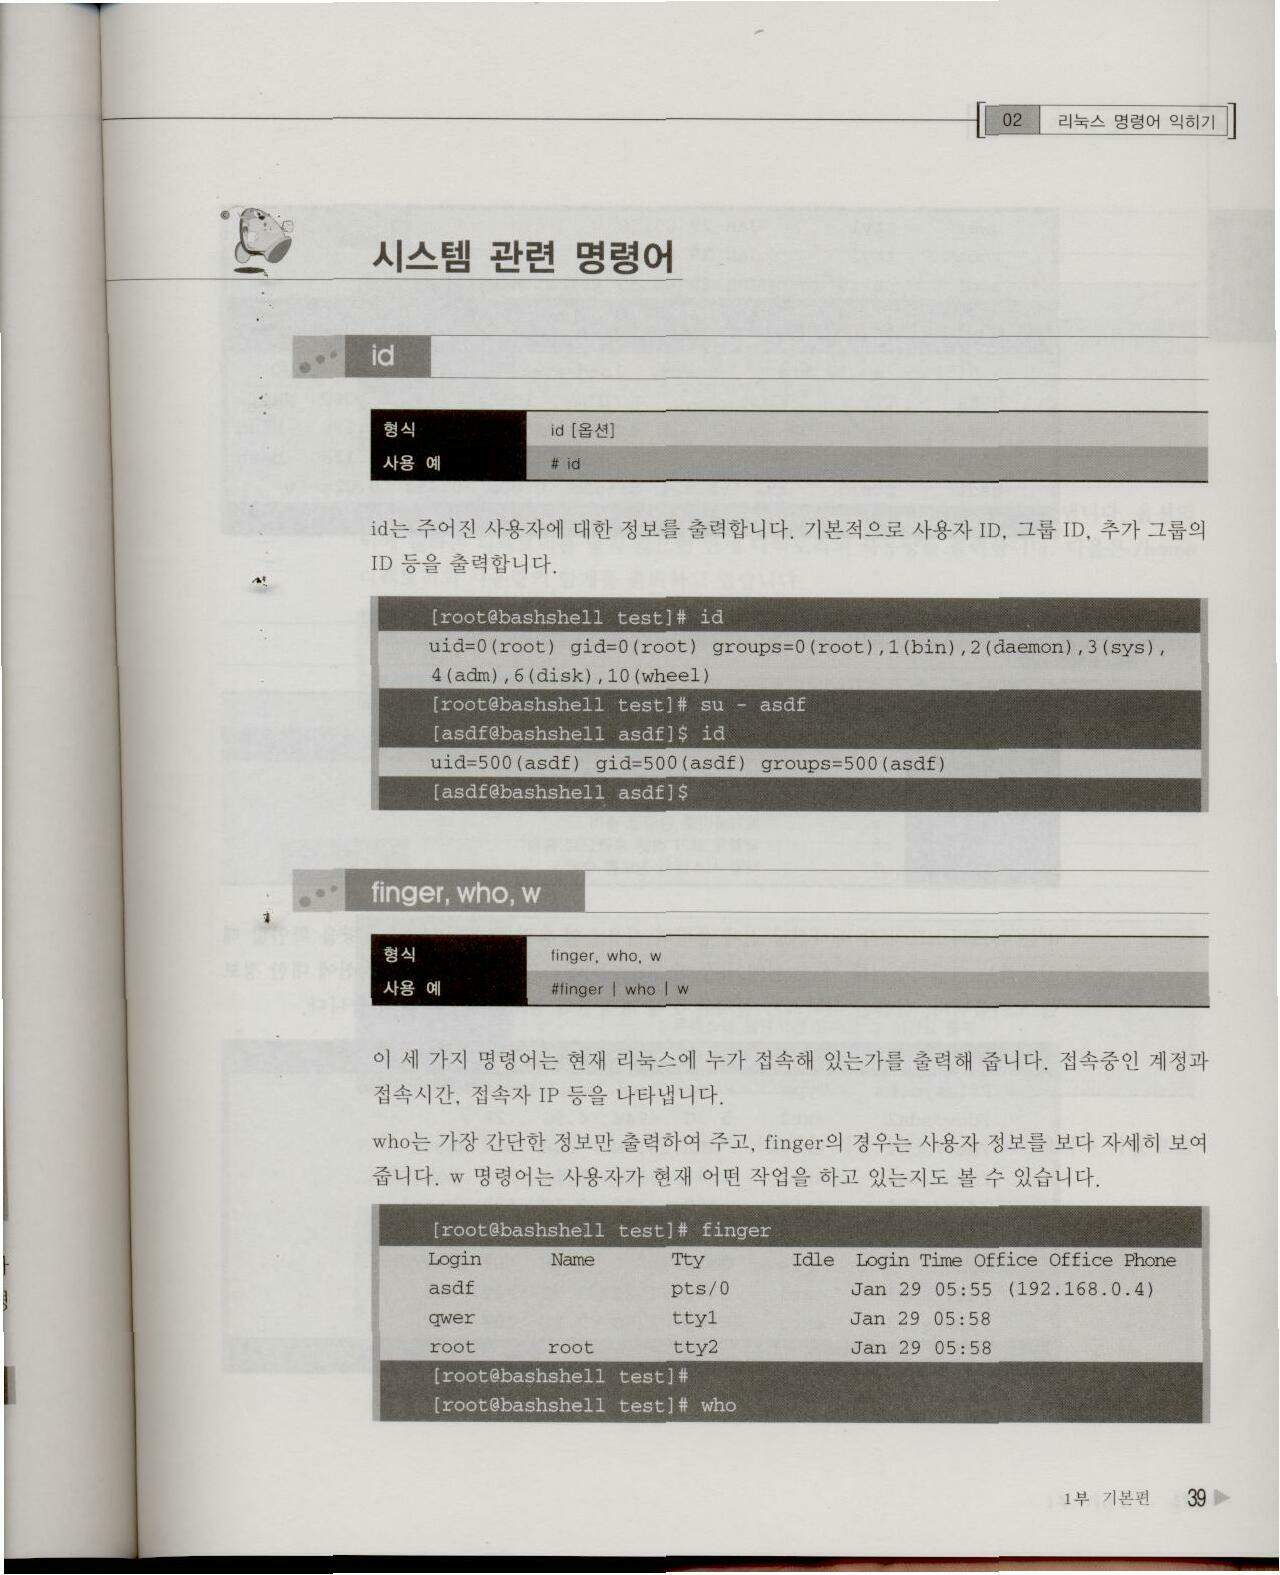 02 리눅스 명령어 익히기
시스템 관련 명령어
id
형식 id [옵션]
사용 예 # id
id는 주어진 사용자에 대한 정보를 출력합니다. 기본적으로 사용자 ID, 그룹 ID, 추가 그룹의
ID 등을 출력합니다.
[root@bashshell test]# id
uid=0(root) gid=0(root) groups=0(root),1(bin),2(daemon),3(sys),
4(adm),6(disk),10(wheel)
[root@bashshell test]# su - asdf
[asdf@bashshell asdf]$ id
uid=500(asdf) gid=500(asdf) groups=500(asdf)
[asdf@bashshell asdf]$
finger, who, w
형식 finger, who, w
사용 예 #finger | who | w
이 세 가지 명령어는 현재 리눅스에 누가 접속해 있는가를 출력해 줍니다. 접속중인 계정과
접속시간, 접속자 IP 등을 나타냅니다.
who는 가장 간단한 정보만 출력하여 주고, finger의 경우는 사용자 정보를 보다 자세히 보여
줍니다. w 명령어는 사용자가 현재 어떤 작업을 하고 있는지도 볼 수 있습니다.
[root@bashshell test]# finger
Login Name Tty Idle Login Time Office Office Phone
asdf pts/0 Jan 29 05:55 (192.168.0.4)
qwer tty1 Jan 29 05:58
root root tty2 Jan 29 05:58
[root@bashshell test]#
[root@bashshell test]# who
1부 기본편 39